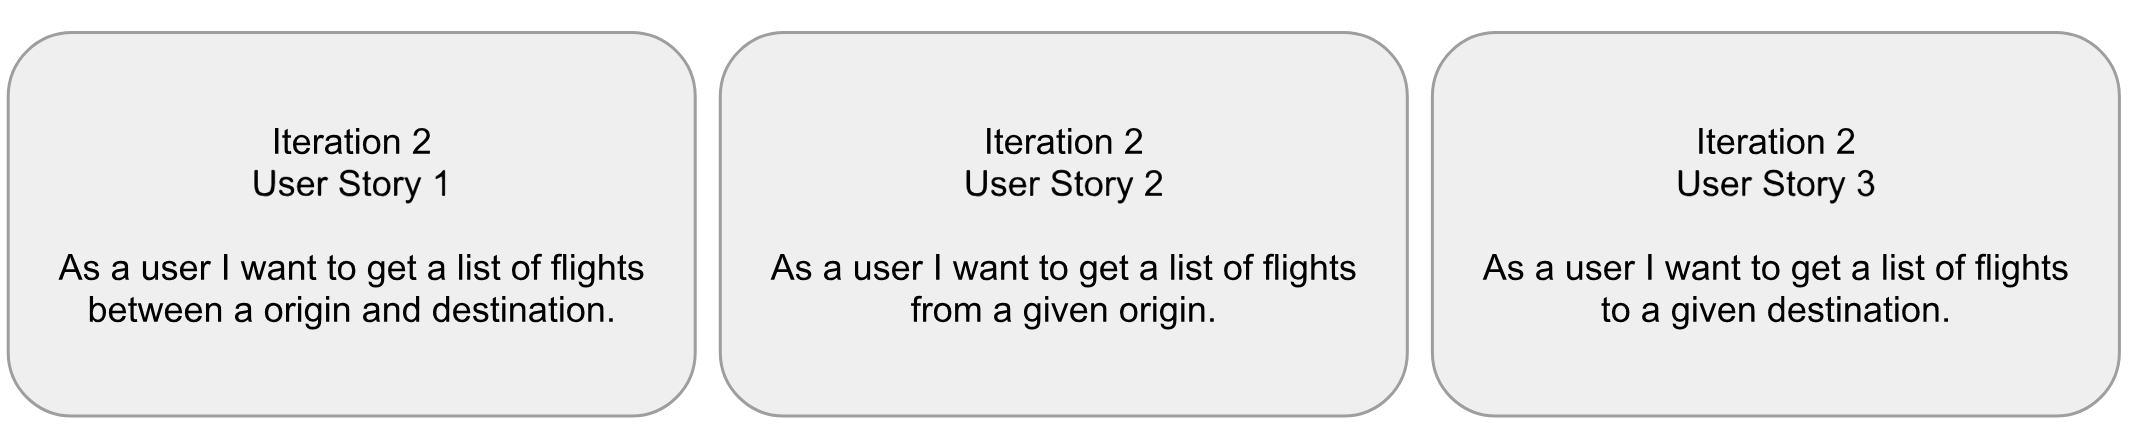 Iteration 2
User Story 1
As a user I want to get a list of flights
between a origin and destination.
Iteration 2
User Story 2
As a user I want to get a list of flights
from a given origin.
Iteration 2
User Story 3
As a user I want to get a list of flights
to a given destination.